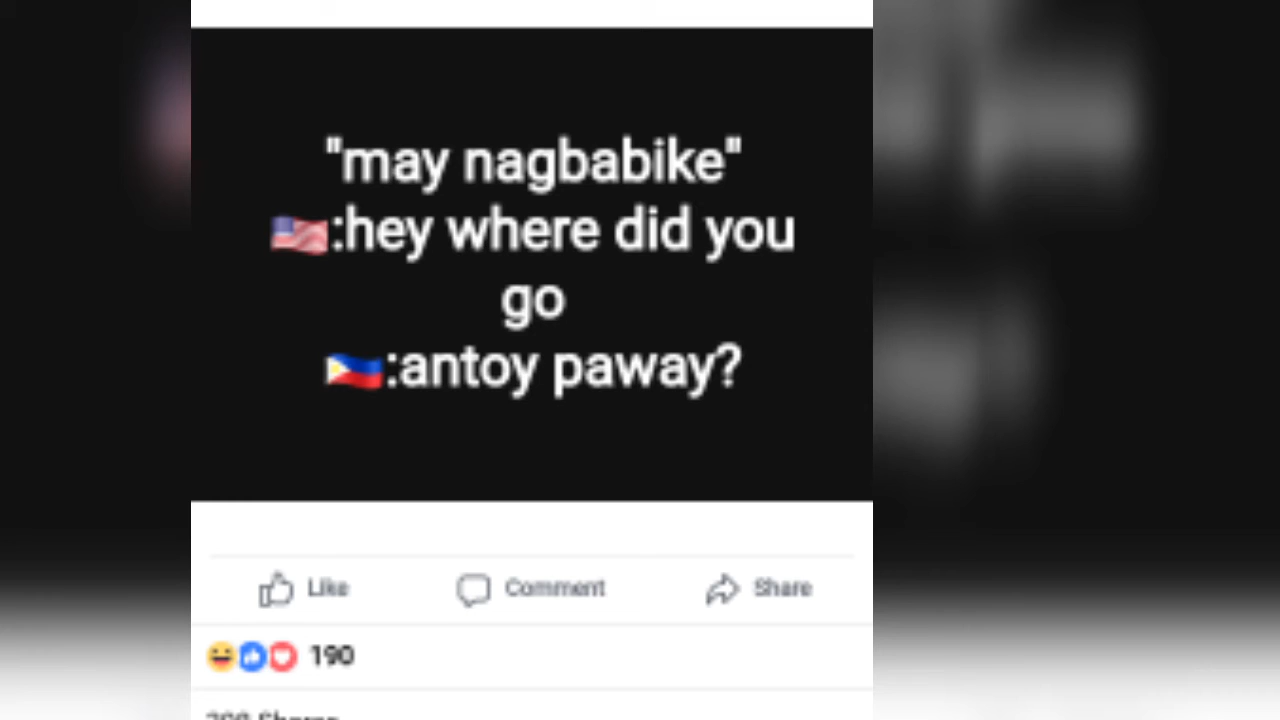 "may nagbabike"
🇺🇸:hey where did you
go
🇵🇭:antoy paway?
Like Comment Share
190